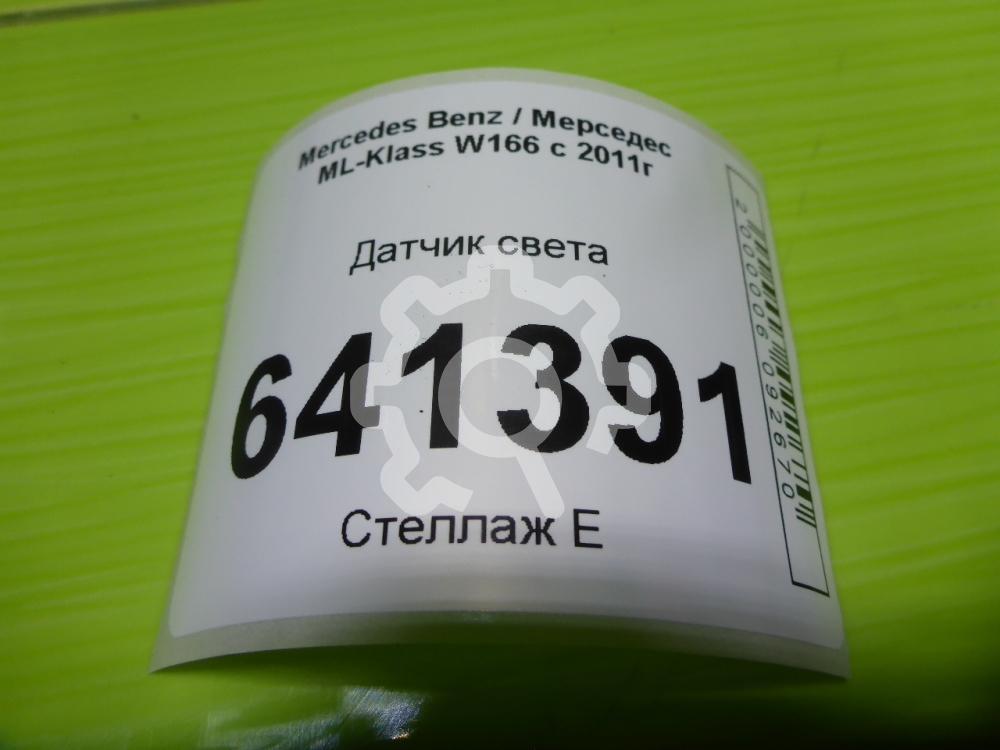 Mercedes Benz / Мерседес
ML-Klass W166 с 2011г
Датчик света
641391
Стеллаж Е
2000006092670